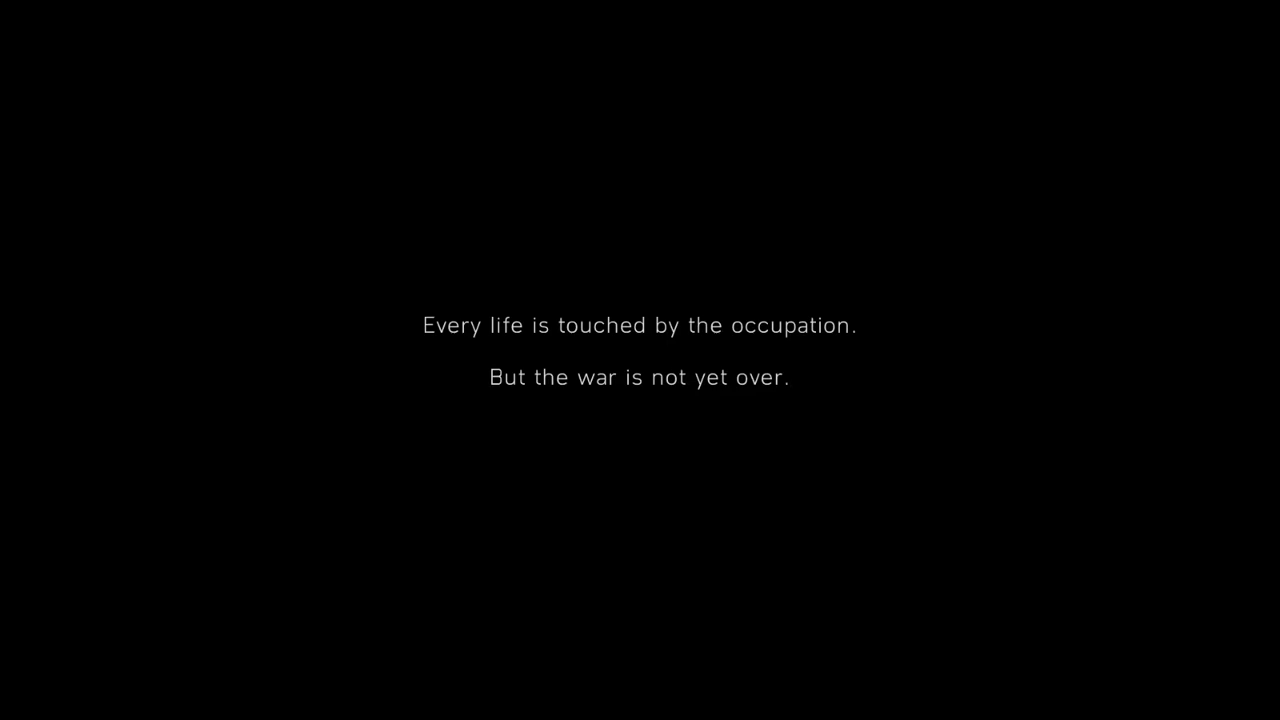 Every life is touched by the occupation.
But the war is not yet over.